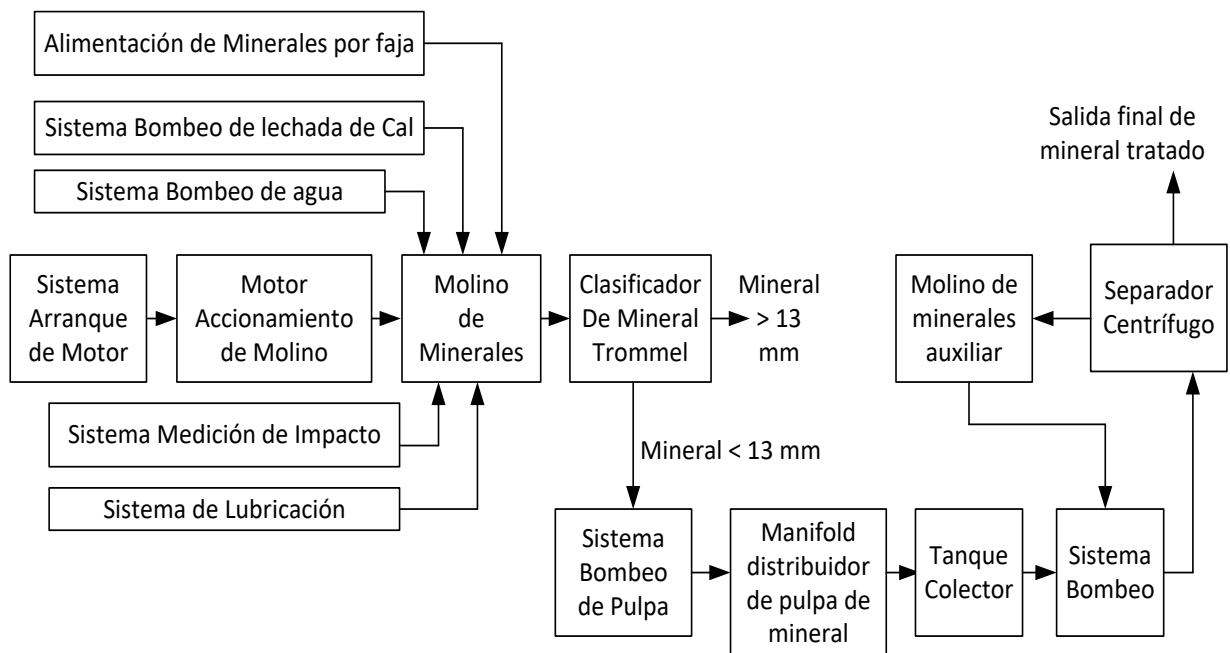 Alimentación de Minerales por faja
Sistema Bombeo de lechada de Cal
Sistema Bombeo de agua
Salida final de
mineral tratado
Sistema
Arranque
de Motor
Motor
Accionamiento
de Molino
Molino
de
Minerales
Clasificador
De Mineral
Trommel
Mineral
> 13
mm
Molino de
minerales
auxiliar
Separador
Centrífugo
Sistema Medición de Impacto
Mineral < 13 mm
Sistema de Lubricación
Sistema
Bombeo
de Pulpa
Manifold
distribuidor
de pulpa de
mineral
Tanque
Colector
Sistema
Bombeo